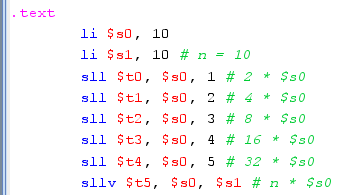 .text
li $s0, 10
li $s1, 10 # n = 10
sll $t0, $s0, 1 # 2 * $s0
sll $t1, $s0, 2 # 4 * $s0
sll $t2, $s0, 3 # 8 * $s0
sll $t3, $s0, 4 # 16 * $s0
sll $t4, $s0, 5 # 32 * $s0
sllv $t5, $s0, $s1 # n * $s0